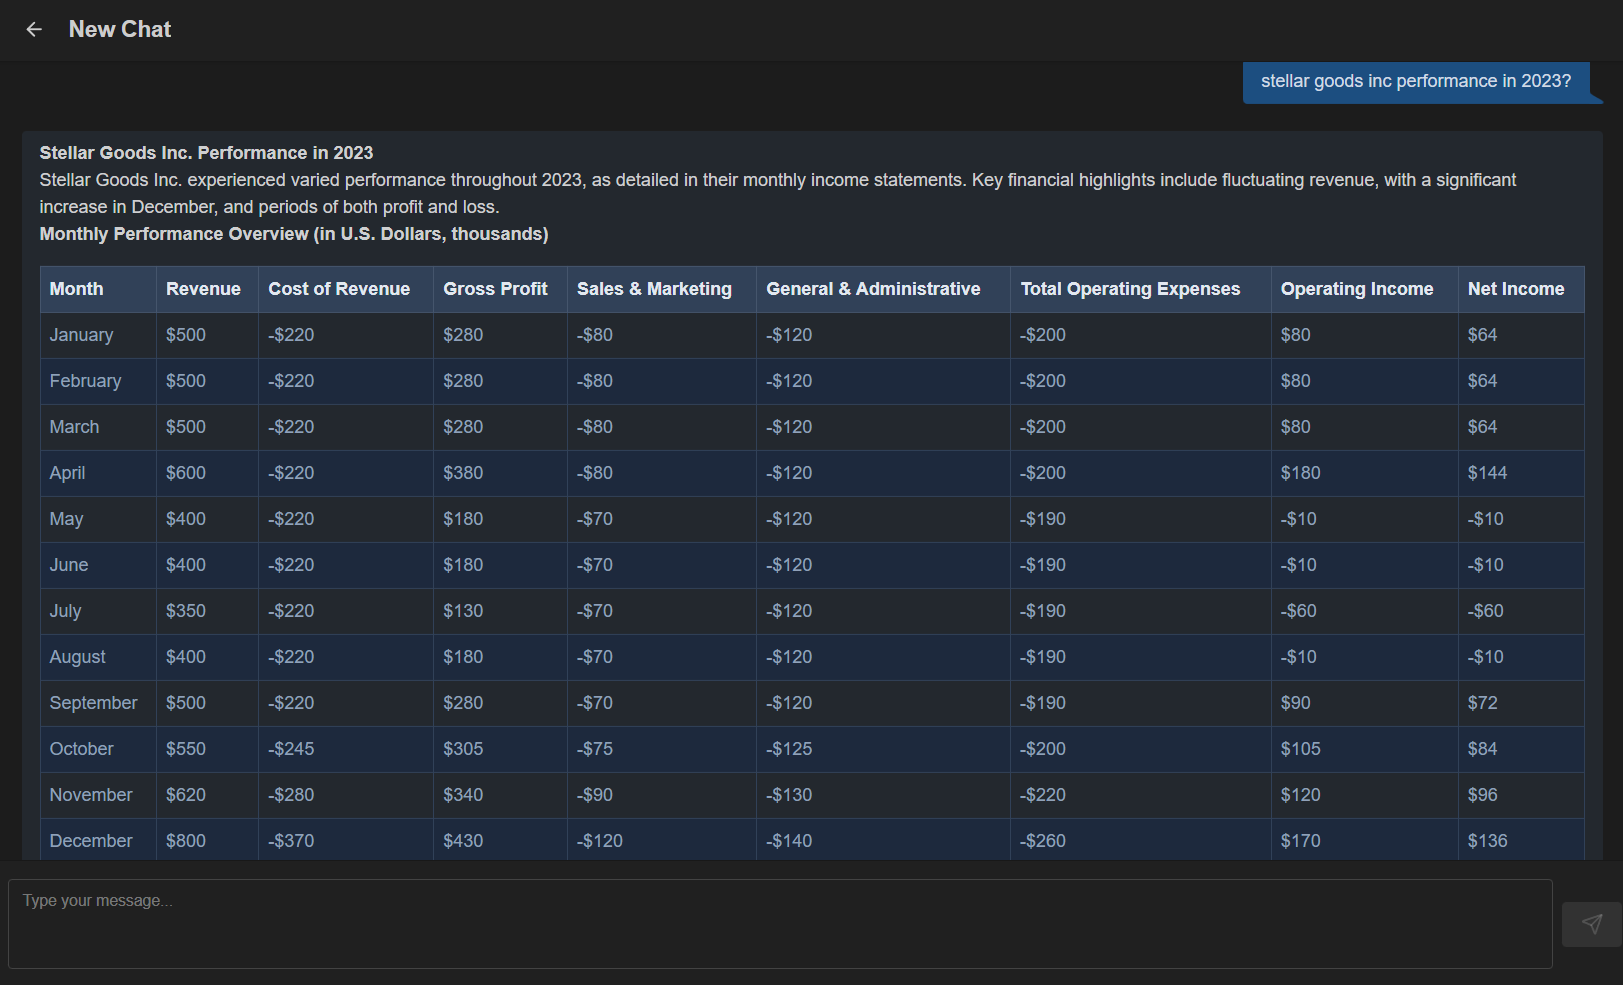 New Chat
stellar goods inc performance in 2023?
Stellar Goods Inc. Performance in 2023
Stellar Goods Inc. experienced varied performance throughout 2023, as detailed in their monthly income statements. Key financial highlights include fluctuating revenue, with a significant
increase in December, and periods of both profit and loss.
Monthly Performance Overview (in U.S. Dollars, thousands)
Month Revenue Cost of Revenue Gross Profit Sales & Marketing General & Administrative Total Operating Expenses Operating Income Net Income
January $500 -$220 $280 -$80 -$120 -$200 $80 $64
February $500 -$220 $280 -$80 -$120 -$200 $80 $64
March $500 -$220 $280 -$80 -$120 -$200 $80 $64
April $600 -$220 $380 -$80 -$120 -$200 $180 $144
May $400 -$220 $180 -$70 -$120 -$190 -$10 -$10
June $400 -$220 $180 -$70 -$120 -$190 -$10 -$10
July $350 -$220 $130 -$70 -$120 -$190 -$60 -$60
August $400 -$220 $180 -$70 -$120 -$190 -$10 -$10
September $500 -$220 $280 -$70 -$120 -$190 $90 $72
October $550 -$245 $305 -$75 -$125 -$200 $105 $84
November $620 -$280 $340 -$90 -$130 -$220 $120 $96
December $800 -$370 $430 -$120 -$140 -$260 $170 $136
Type your message...